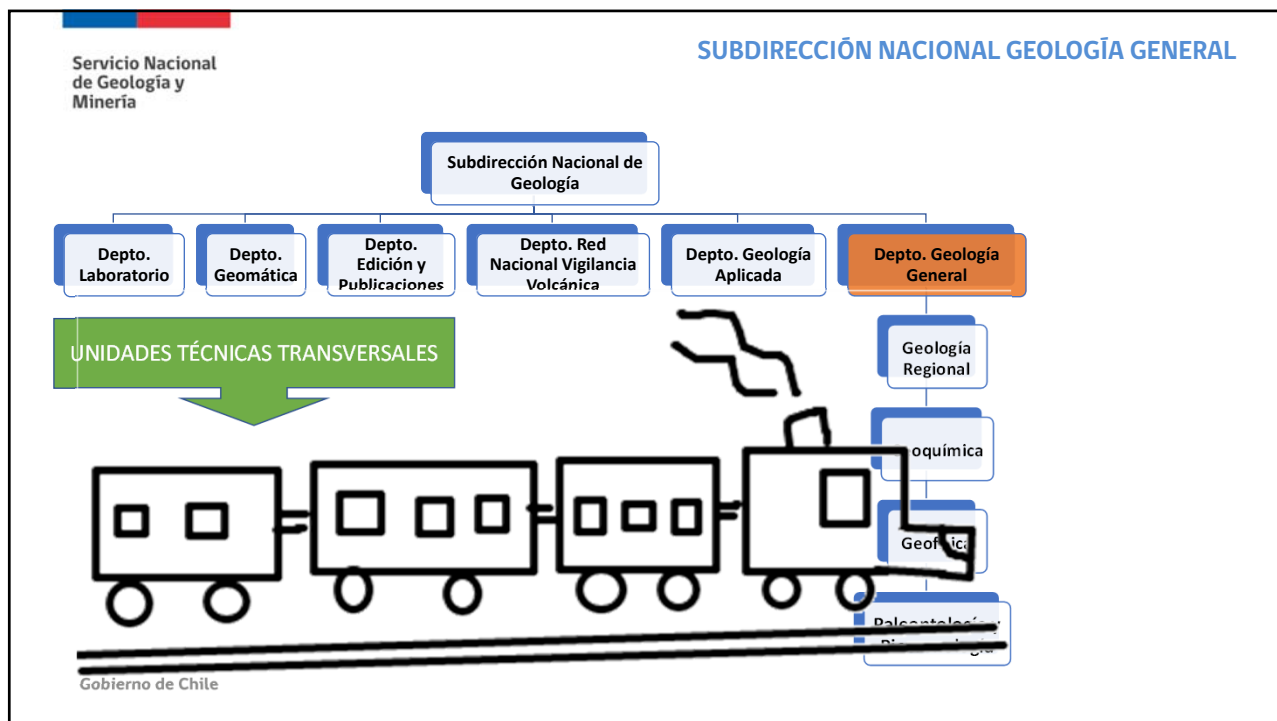 Servicio Nacional
de Geología y
Minería
SUBDIRECCIÓN NACIONAL GEOLOGÍA GENERAL
Subdirección Nacional de
Geología
Depto.
Laboratorio
Depto.
Geomática
Depto.
Edición y
Publicaciones
Depto. Red
Nacional Vigilancia
Volcánica
Depto. Geología
Aplicada
Depto. Geología
General
UNIDADES TÉCNICAS TRANSVERSALES
Geología
Regional
Gobierno de Chile